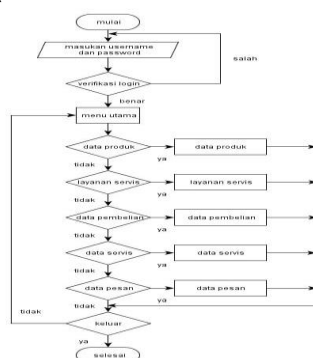 mulai
masukan username
dan password
salah
verifikasi login
benar
menu utama
data produk
ya
data produk
tidak
layanan servis
ya
layanan servis
tidak
data pembelian
ya
data pembelian
tidak
data servis
ya
data servis
tidak
data pesan
ya
data pesan
tidak
keluar
tidak
ya
selesai